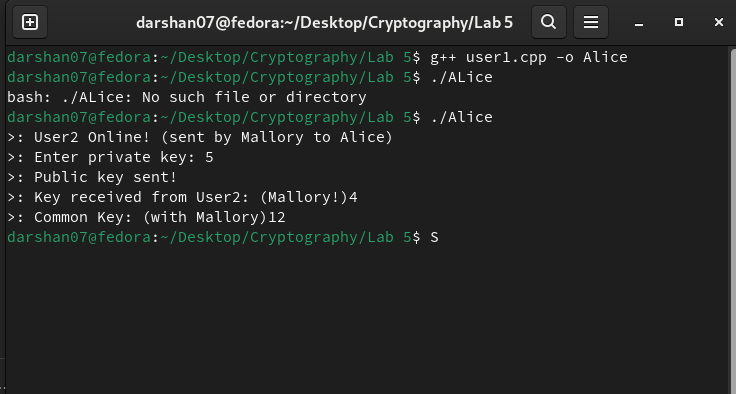 darshan07@fedora:~/Desktop/Cryptography/Lab 5
darshan07@fedora:~/Desktop/Cryptography/Lab 5$ g++ user1.cpp -o Alice
darshan07@fedora:~/Desktop/Cryptography/Lab 5$ ./ALice
bash: ./ALice: No such file or directory
darshan07@fedora:~/Desktop/Cryptography/Lab 5$ ./Alice
>: User2 Online! (sent by Mallory to Alice)
>: Enter private key: 5
>: Public key sent!
>: Key received from User2: (Mallory!)4
>: Common Key: (with Mallory)12
darshan07@fedora:~/Desktop/Cryptography/Lab 5$ S